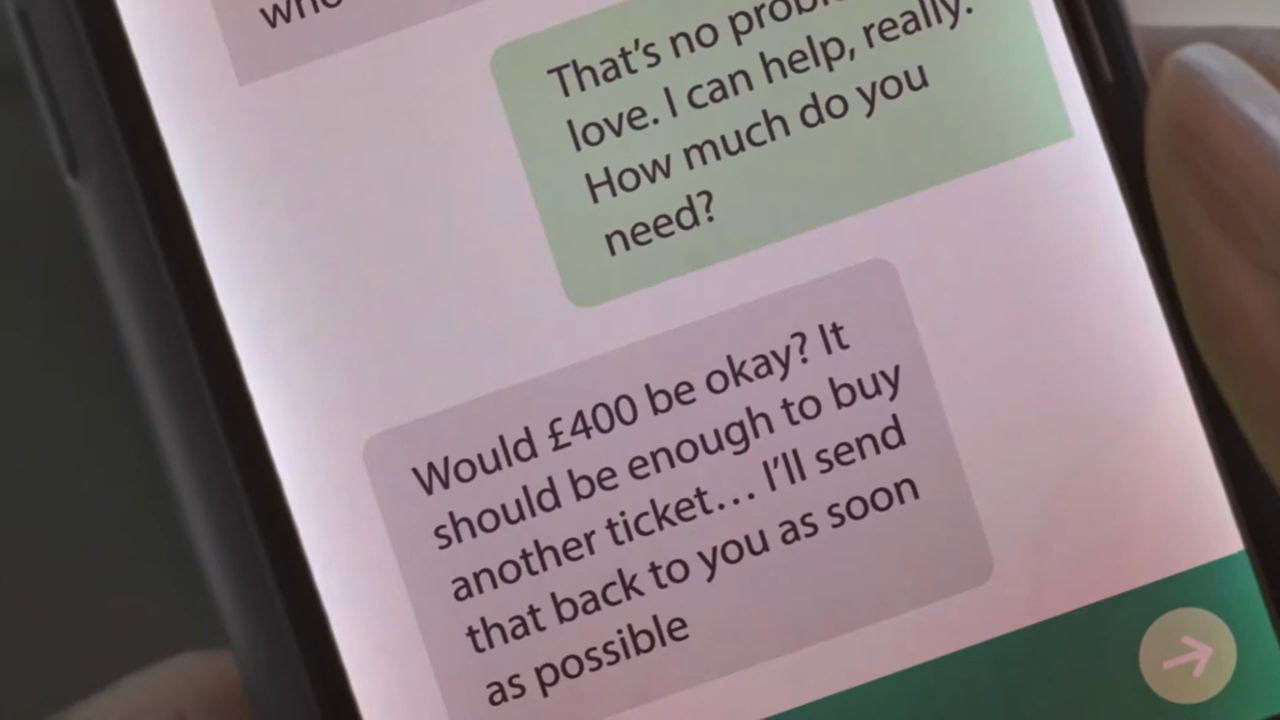 who
That's no
love. I can help, really.
How much do you
need?
Would £400 be okay? It
should be enough to buy
another ticket... I'll send
that back to you as soon
as possible